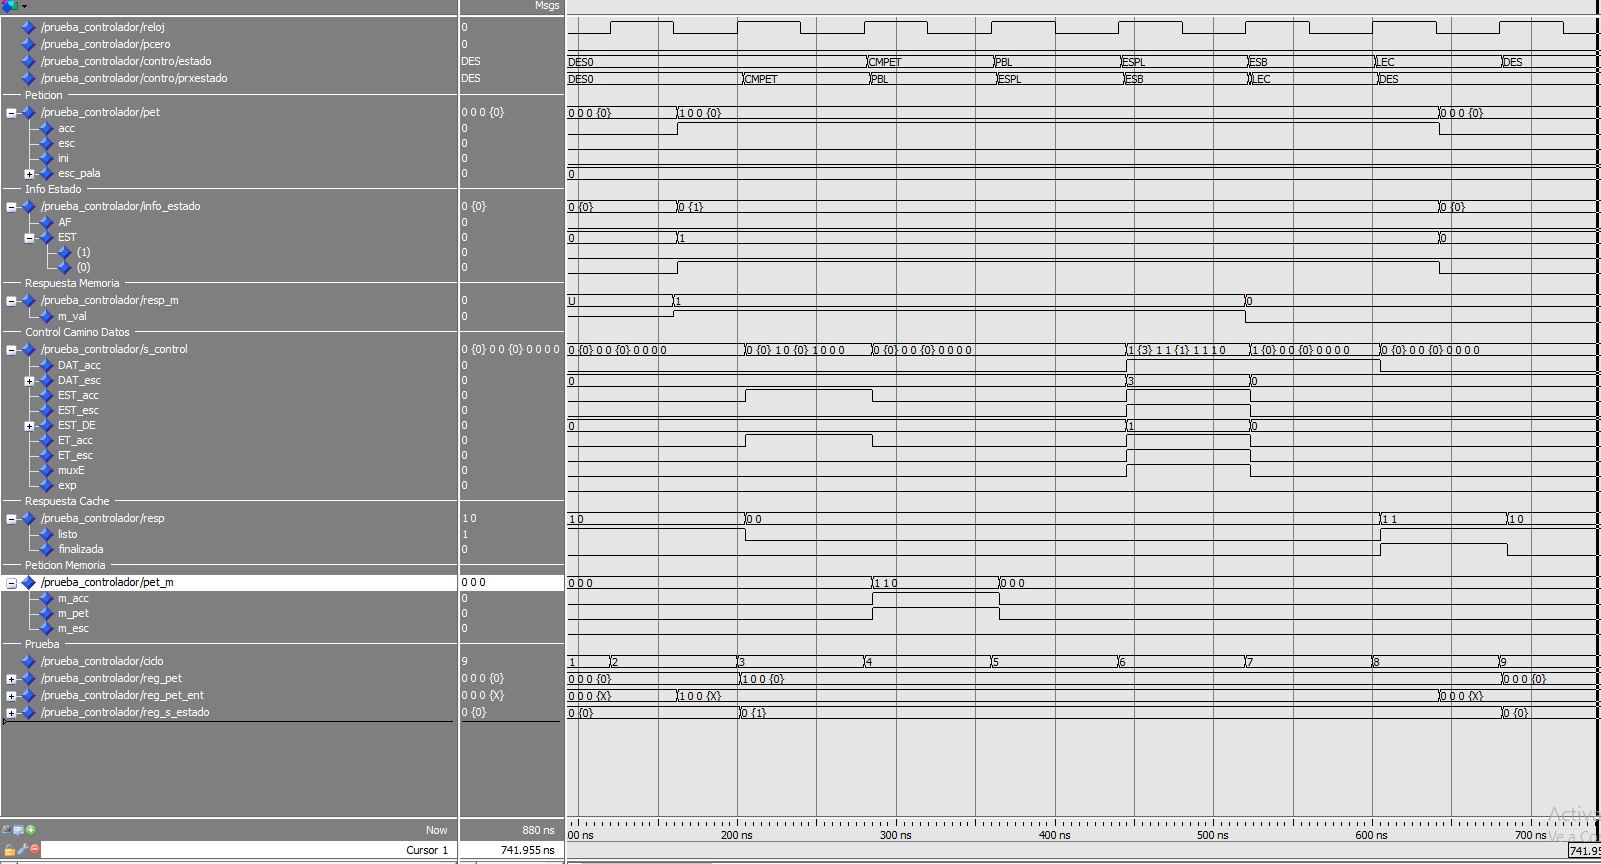 Msgs
/prueba_controlador/reloj 0
/prueba_controlador/pcero 0
/prueba_controlador/contro/estado DES DES0 CMPET PBL ESPL ESB LEC DES
/prueba_controlador/contro/prxestado DES DES0 CMPET PBL ESPL ESB LEC DES
Peticion
/prueba_controlador/pet 0 0 0 {0} 0 0 0 {0} 1 0 0 {0} 0 0 0 {0}
acc 0
esc 0
ini 0
esc_pala 0 0
Info Estado
/prueba_controlador/info_estado 0 {0} 0 {0} 0 {1} 0 {0}
AF 0
EST 0 0 1 0
(1) 0
(0) 0
Respuesta Memoria
/prueba_controlador/resp_m 0 U 1 0
m_val 0
Control Camino Datos
/prueba_controlador/s_control 0 {0} 0 0 {0} 0 0 0 0 0 {0} 0 0 {0} 0 0 0 0 0 {0} 1 0 {0} 1 0 0 0 0 {0} 0 0 {0} 0 0 0 0 1 {3} 1 1 {1} 1 1 1 0 1 {0} 0 0 {0} 0 0 0 0 0 {0} 0 0 {0} 0 0 0 0
DAT_acc 0
DAT_esc 0 0 3 0
EST_acc 0
EST_esc 0
EST_DE 0 0 1 0
ET_acc 0
ET_esc 0
muxE 0
exp 0
Respuesta Cache
/prueba_controlador/resp 1 0 1 0 0 0 1 1 1 0
listo 1
finalizada 0
Peticion Memoria
/prueba_controlador/pet_m 0 0 0 0 0 0 1 1 0 0 0 0
m_acc 0
m_pet 0
m_esc 0
Prueba
/prueba_controlador/ciclo 9 1 2 3 4 5 6 7 8 9
/prueba_controlador/reg_pet 0 0 0 {0} 0 0 0 {0} 1 0 0 {0} 0 0 0 {0}
/prueba_controlador/reg_pet_ent 0 0 0 {X} 0 0 0 {X} 1 0 0 {X} 0 0 0 {X}
/prueba_controlador/reg_s_estado 0 {0} 0 {0} 0 {1} 0 {0}
Now 880 ns 00 ns 200 ns 300 ns 400 ns 500 ns 600 ns 700 ns
Cursor 1 741.955 ns 741.95